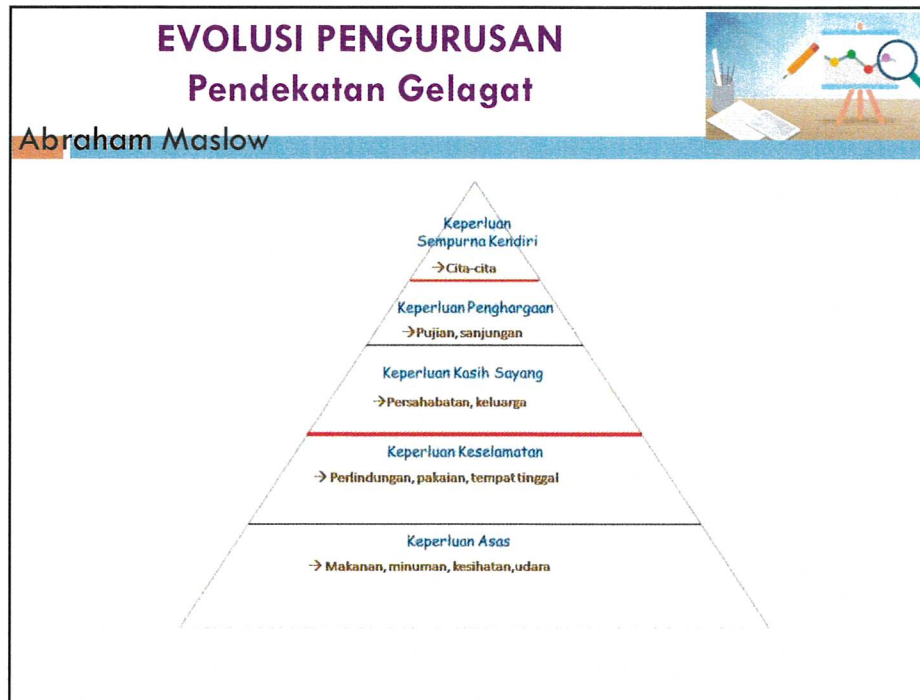 EVOLUSI PENGURUSAN
Pendekatan Gelagat
Abraham Maslow
Keperluan
Sempurna Kendiri
→Cita-cita
Keperluan Penghargaan
→Pujian, sanjungan
Keperluan Kasih Sayang
→Persahabatan, keluarga
Keperluan Keselamatan
→ Perlindungan, pakaian, tempat tinggal
Keperluan Asas
→ Makanan, minuman, kesihatan,udara